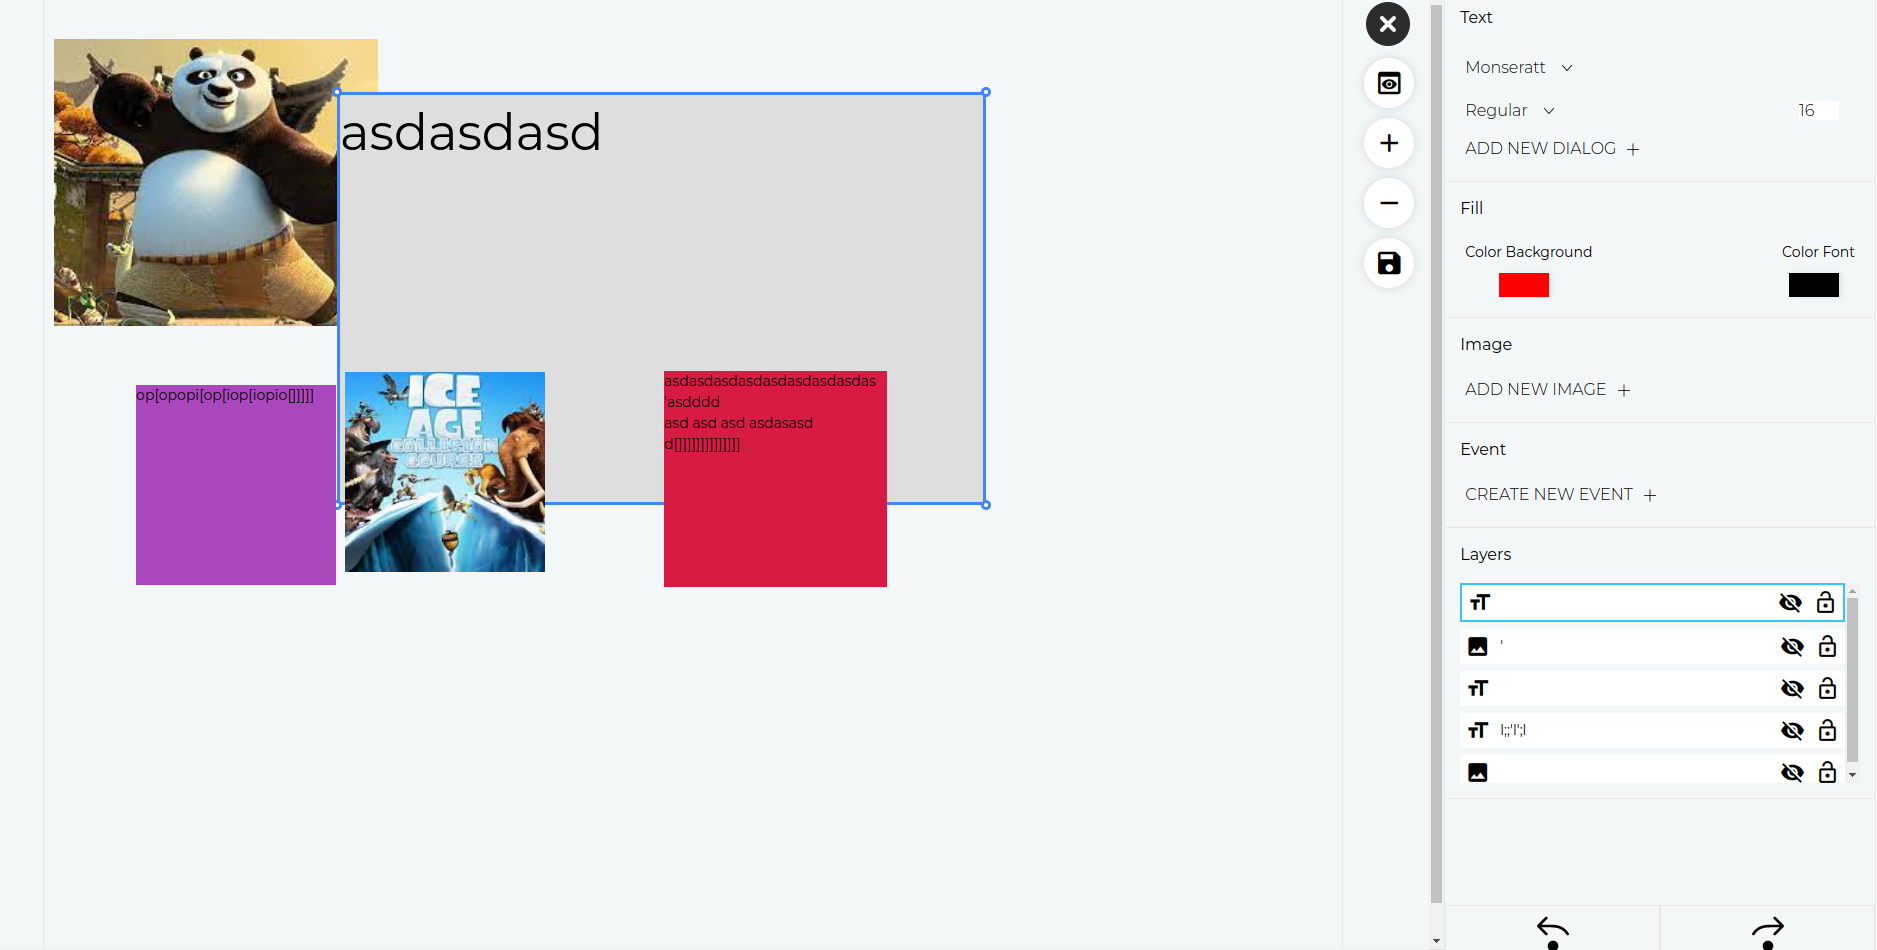 asdasdasd
op[opopi[op[iop[iopio[]]]]]]
ICE
AGE
COLLISION
COURSE
asdasdasdasdasdasdasdasdas
'asdddd
asd asd asd asdasasd
Text
Monseratt
Regular
16
ADD NEW DIALOG +
Fill
Color Background
Color Font
Image
ADD NEW IMAGE +
Event
CREATE NEW EVENT +
Layers
'